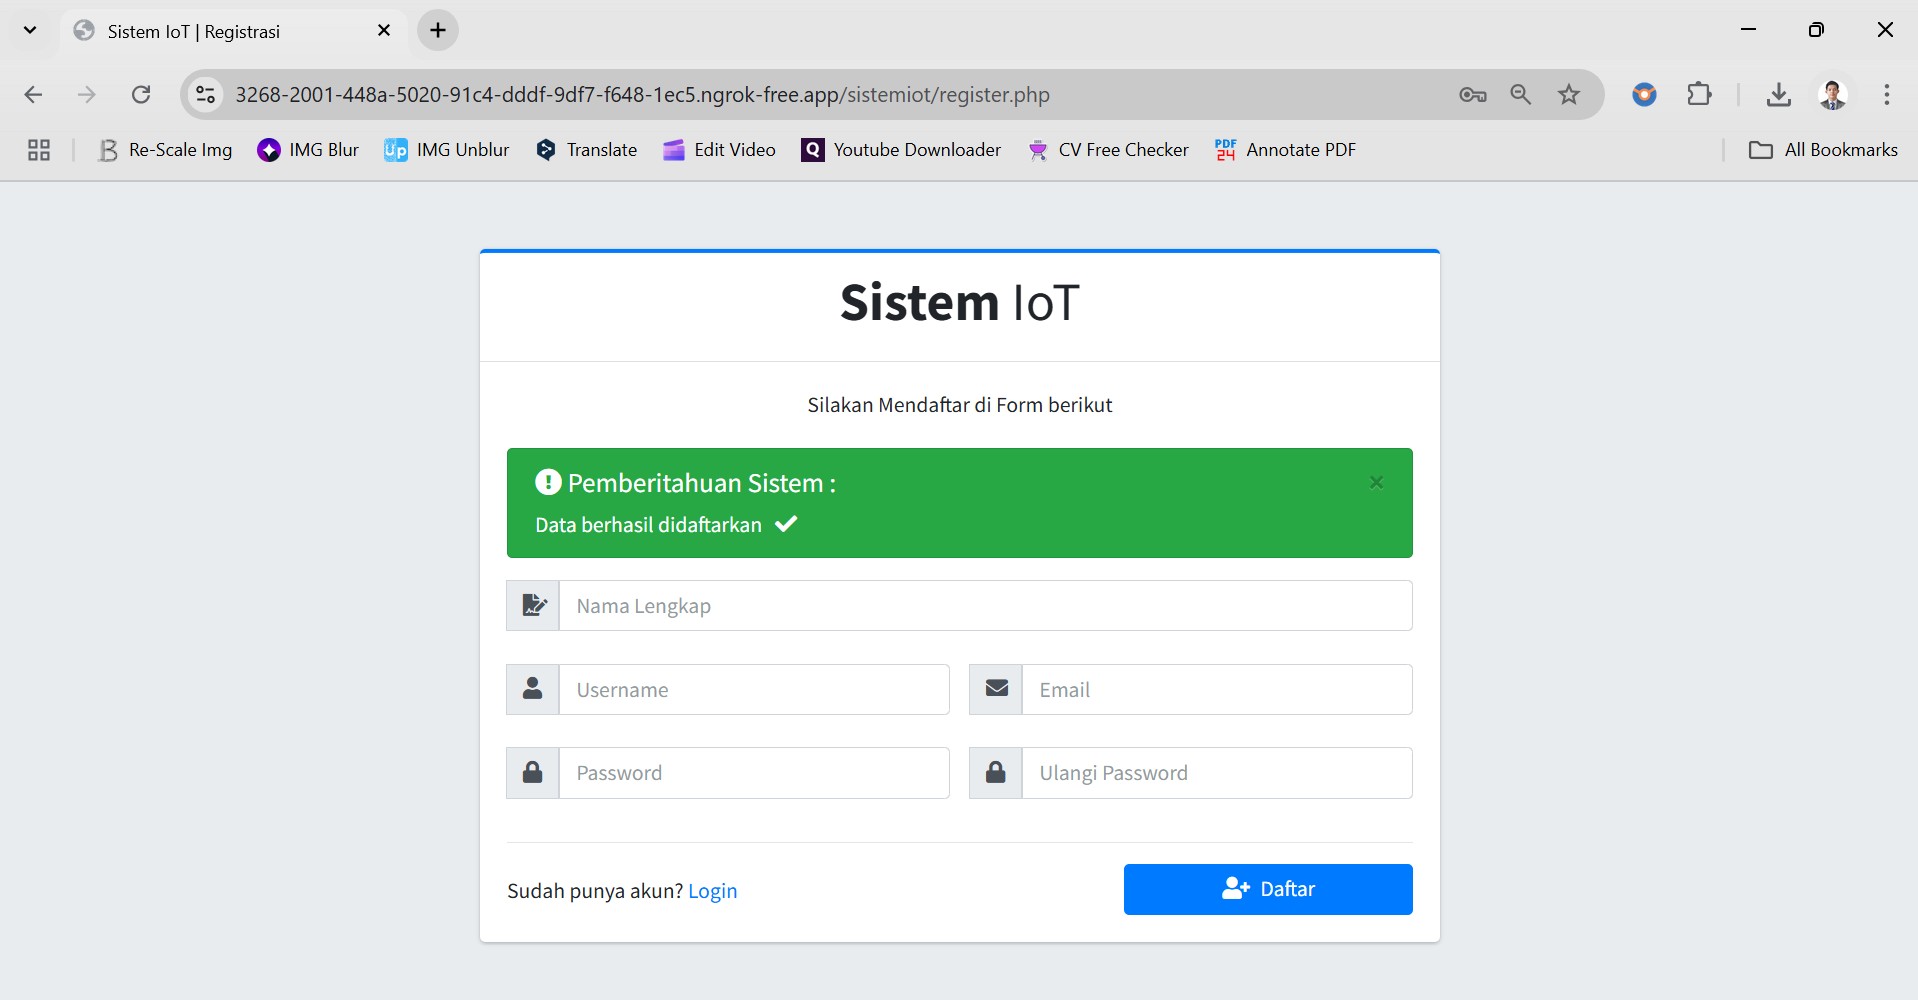 Sistem IoT | Registrasi
3268-2001-448a-5020-91c4-dddf-9df7-f648-1ec5.ngrok-free.app/sistemiot/register.php
Re-Scale Img IMG Blur Up IMG Unblur Translate Edit Video Q Youtube Downloader CV Free Checker PDF 24 Annotate PDF All Bookmarks
Sistem IoT
Silakan Mendaftar di Form berikut
Pemberitahuan Sistem :
Data berhasil didaftarkan
Nama Lengkap
Username Email
Password Ulangi Password
Sudah punya akun? Login Daftar